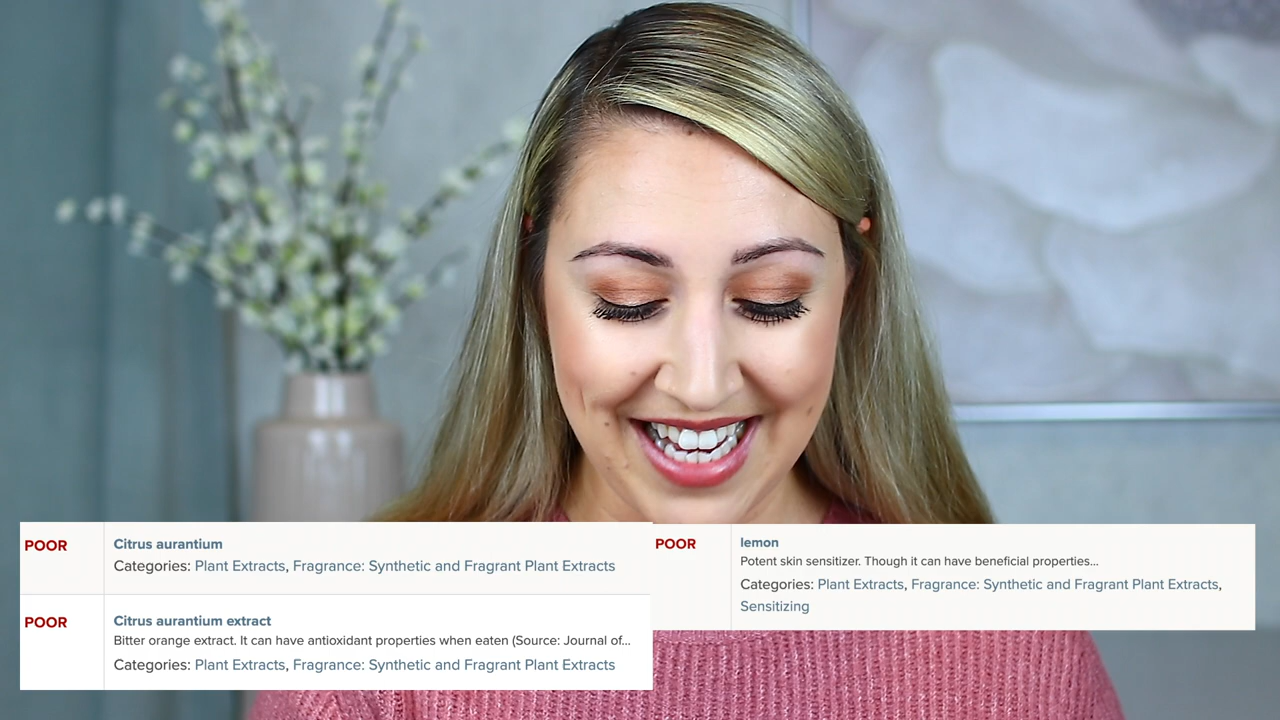 POOR
Citrus aurantium
Categories: Plant Extracts, Fragrance: Synthetic and Fragrant Plant Extracts
POOR
Citrus aurantium extract
Bitter orange extract. It can have antioxidant properties when eaten (Source: Journal of...
Categories: Plant Extracts, Fragrance: Synthetic and Fragrant Plant Extracts
POOR
lemon
Potent skin sensitizer. Though it can have beneficial properties...
Categories: Plant Extracts, Fragrance: Synthetic and Fragrant Plant Extracts,
Sensitizing